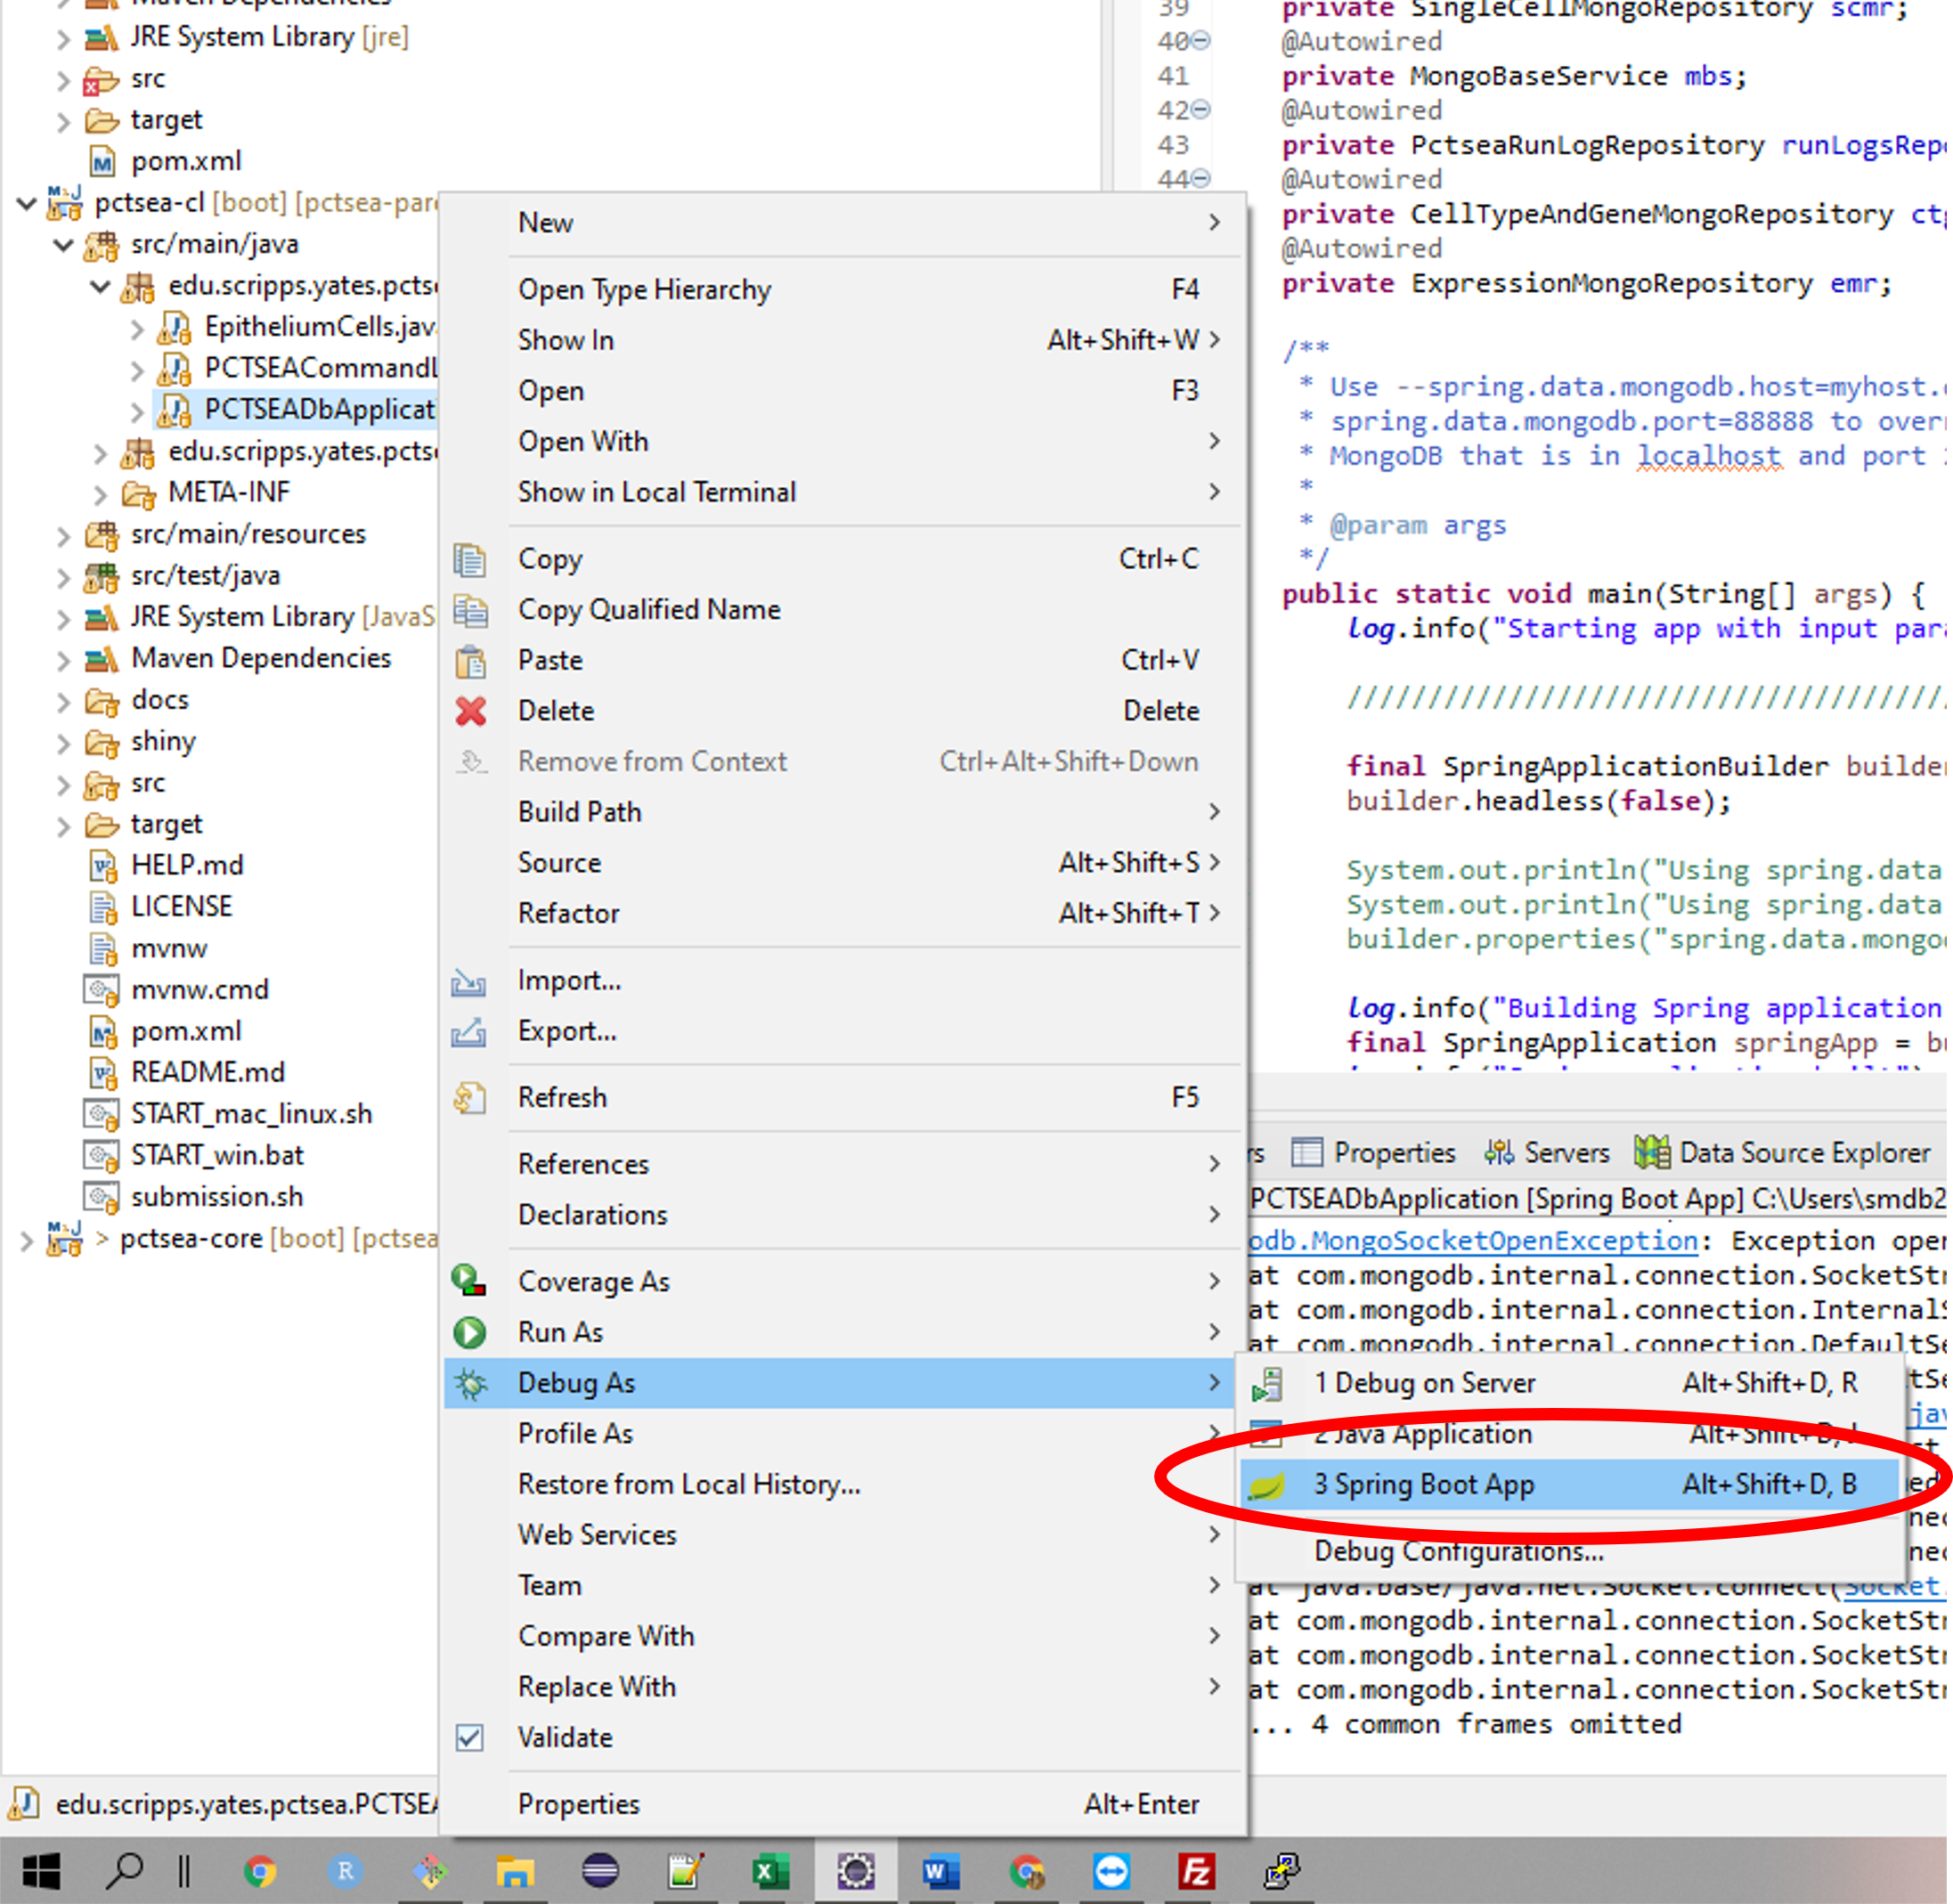 Maven Dependencies
JRE System Library [jre]
src
target
pom.xml
pctsea-cl [boot] [pctsea-par
src/main/java
edu.scripps.yates.pcts
EpitheliumCells.jav
PCTSEACommandL
PCTSEADbApplicati
edu.scripps.yates.pcts
META-INF
src/main/resources
src/test/java
JRE System Library [JavaS
Maven Dependencies
docs
shiny
src
target
HELP.md
LICENSE
mvnw
mvnw.cmd
pom.xml
README.md
START_mac_linux.sh
START_win.bat
submission.sh
> pctsea-core [boot] [pctsea
edu.scripps.yates.pctsea.PCTSEA
New
Open Type Hierarchy F4
Show In Alt+Shift+W
Open F3
Open With
Show in Local Terminal
Copy Ctrl+C
Copy Qualified Name
Paste Ctrl+V
Delete Delete
Remove from Context Ctrl+Alt+Shift+Down
Build Path
Source Alt+Shift+S
Refactor Alt+Shift+T
Import...
Export...
Refresh F5
References
Declarations
Coverage As
Run As
Debug As
Profile As
Restore from Local History...
Web Services
Team
Compare With
Replace With
Validate
Properties Alt+Enter
1 Debug on Server Alt+Shift+D, R
2 Java Application Alt+Shift+D, J
3 Spring Boot App Alt+Shift+D, B
Debug Configurations...
39 private SingleCellMongoRepository scmr;
40 @Autowired
41 private MongoBaseService mbs;
42 @Autowired
43 private PctseaRunLogRepository runLogsRep
44 @Autowired
private CellTypeAndGeneMongoRepository ct
@Autowired
private ExpressionMongoRepository emr;
/**
* Use --spring.data.mongodb.host=myhost.
* spring.data.mongodb.port=88888 to over
* MongoDB that is in localhost and port
*
* @param args
*/
public static void main(String[] args) {
log.info("Starting app with input par
/////////////////////////////////////
final SpringApplicationBuilder builde
builder.headless(false);
System.out.println("Using spring.data
System.out.println("Using spring.data
builder.properties("spring.data.mongo
log.info("Building Spring application
final SpringApplication springApp = b
rs Properties Servers Data Source Explorer
PCTSEADbApplication [Spring Boot App] C:\Users\smdb2
odb.MongoSocketOpenException: Exception open
at com.mongodb.internal.connection.SocketStr
at com.mongodb.internal.connection.InternalS
at com.mongodb.internal.connection.DefaultSe
tSe
jav
st
ed
nec
nec
at java.base/java.net.Socket.connect(Socket.
at com.mongodb.internal.connection.SocketStr
at com.mongodb.internal.connection.SocketStr
at com.mongodb.internal.connection.SocketStr
... 4 common frames omitted